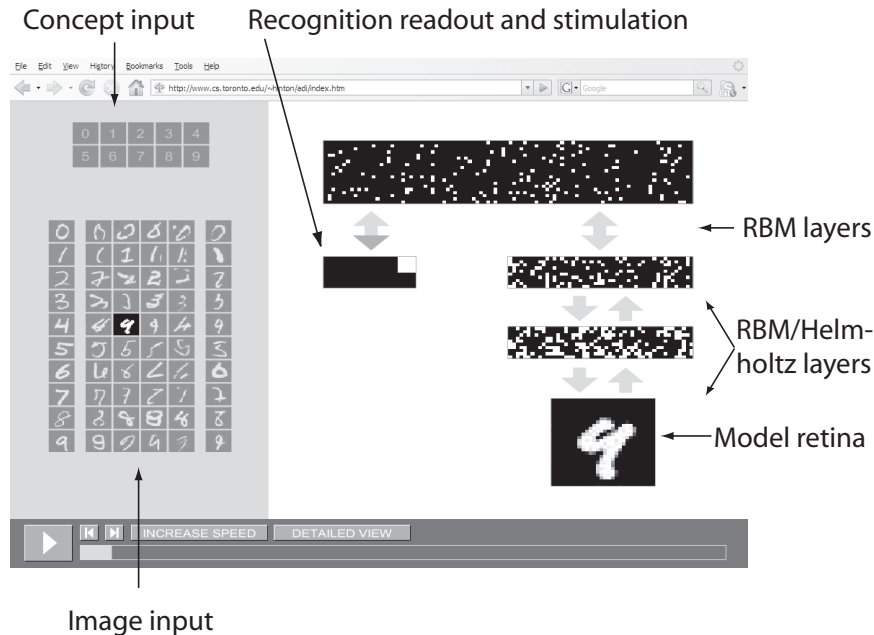 Concept input
Recognition readout and stimulation
File Edit View History Bookmarks Tools Help
http://www.cs.toronto.edu/~hinton/adi/index.htm
G Google
0 1 2 3 4
5 6 7 8 9
RBM layers
RBM/Helm-
holtz layers
Model retina
INCREASE SPEED
DETAILED VIEW
Image input